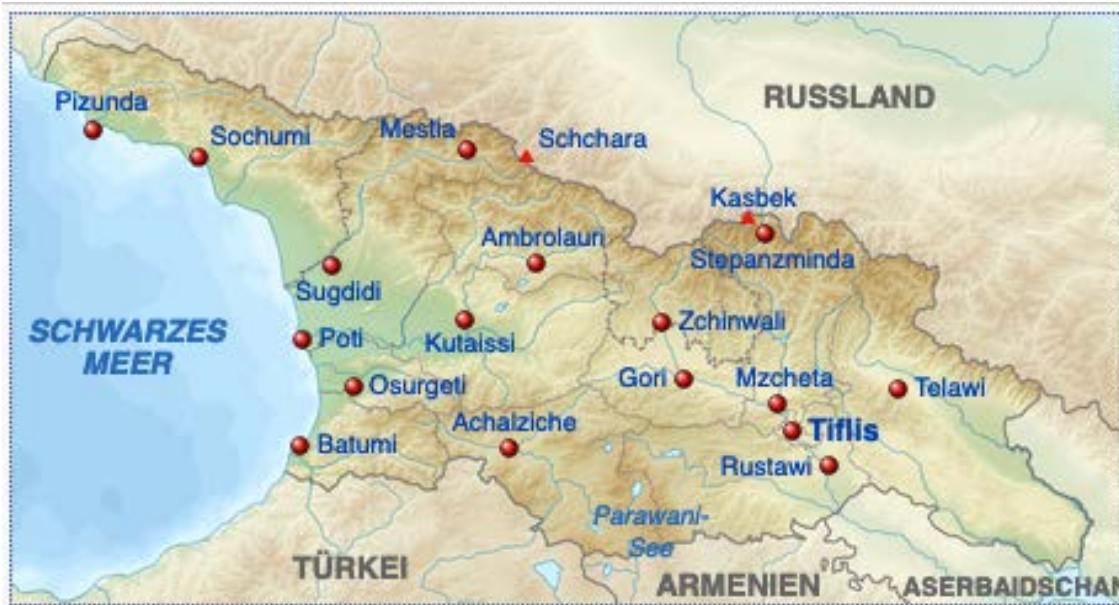 RUSSLAND
Pizunda
Sochumi
Mestia
Schchara
Kasbek
Stepanzminda
Ambrolauri
Sugdidi
SCHWARZES
MEER
Poti
Kutaissi
Zchinwali
Osurgeti
Gori
Mzcheta
Telawi
Batumi
Achalziche
Tiflis
Rustawi
Parawani-
See
TÜRKEI
ARMENIEN
ASERBAIDSCHAN